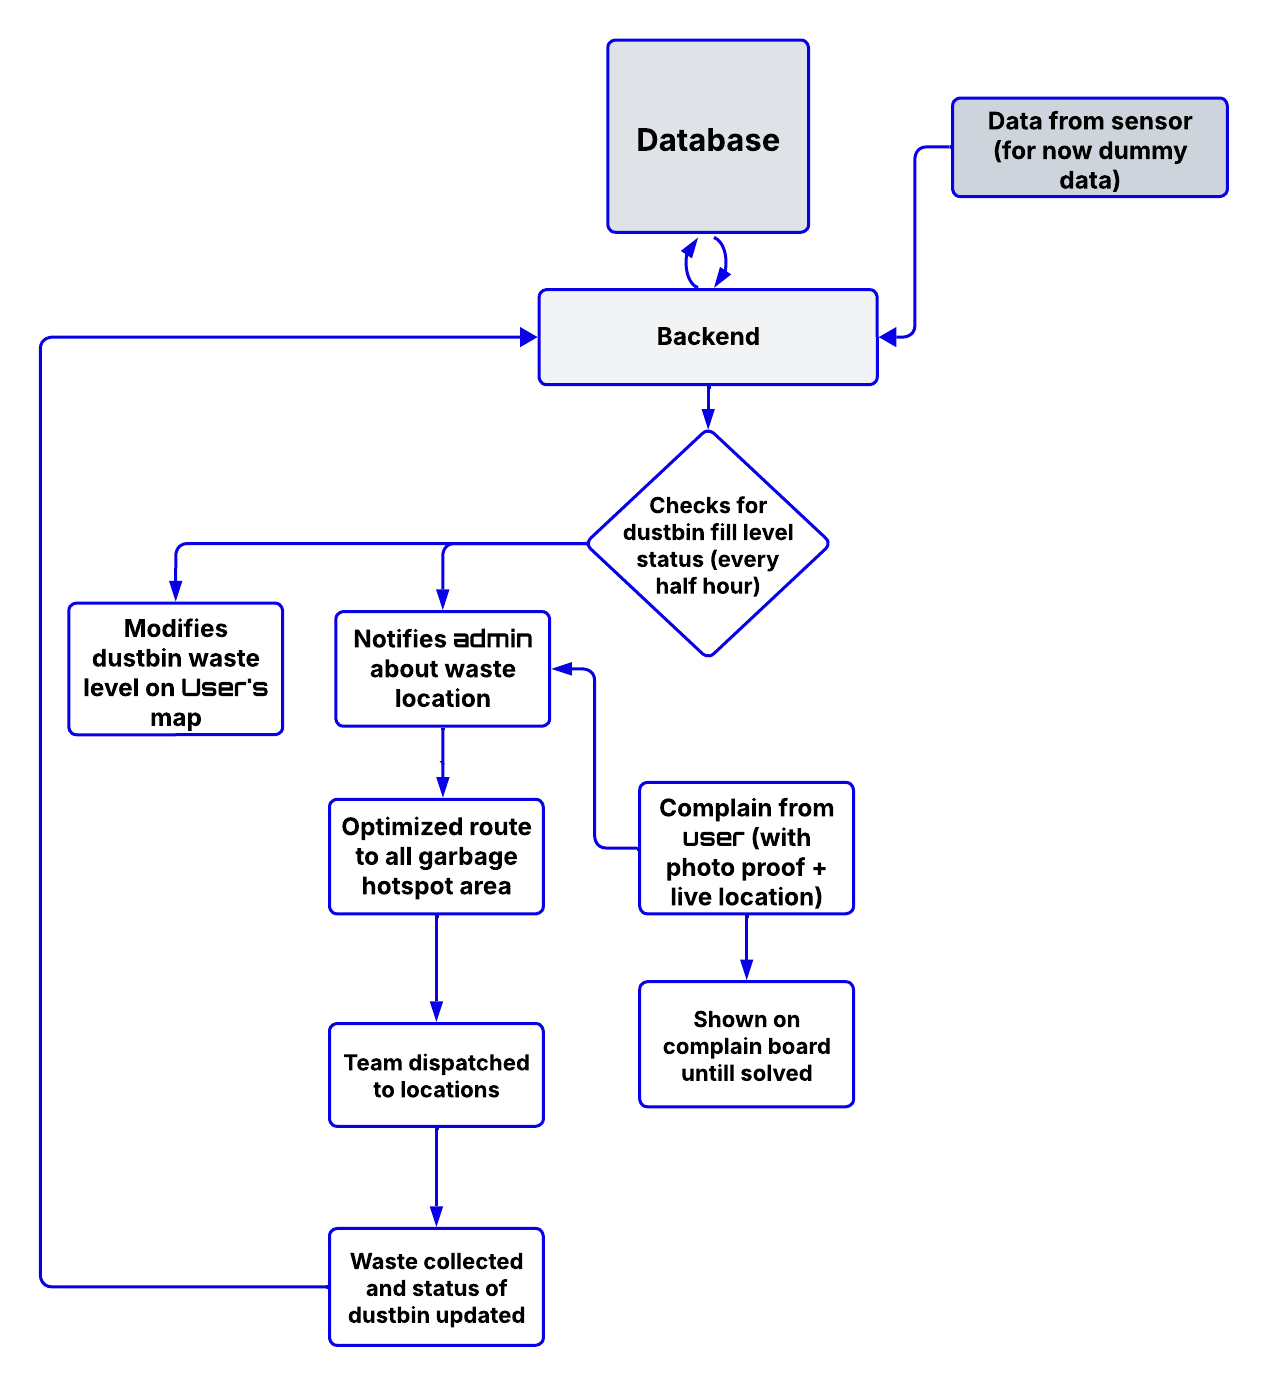 Database
Data from sensor
(for now dummy
data)
Backend
Checks for
dustbin fill level
status (every
half hour)
Modifies
dustbin waste
level on User's
map
Notifies admin
about waste
location
Optimized route
to all garbage
hotspot area
Complain from
user (with
photo proof +
live location)
Team dispatched
to locations
Shown on
complain board
untill solved
Waste collected
and status of
dustbin updated